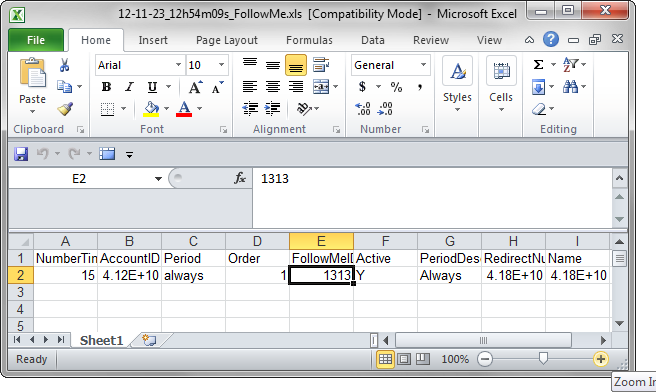 12-11-23_12h54m09s_FollowMe.xls [Compatibility Mode] - Microsoft Excel
File Home Insert Page Layout Formulas Data Review View
Arial 10 General
Paste Styles Cells
Clipboard Font Alignment Number Editing
E2 fx 1313
A B C D E F G H I
1 NumberTin AccountID Period Order FollowMeID Active PeriodDes RedirectNu Name
2 15 4.12E+10 always 1 1313 Y Always 4.18E+10 4.18E+10
3
4
5
Sheet1
Ready 100%
Zoom In